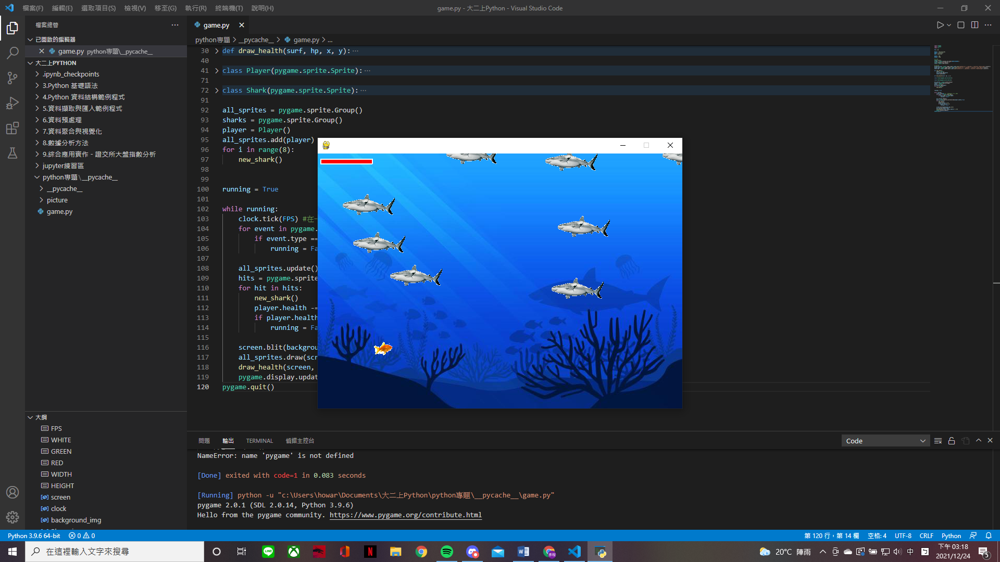 檔案(F) 編輯(E) 選取項目(S) 檢視(V) 移至(G) 執行(R) 終端機(T) 說明(H)
game.py - 大二上Python - Visual Studio Code
檔案總管
已開啟的編輯器
game.py python專題\__pycache__
大二上PYTHON
.ipynb_checkpoints
3.Python 基礎語法
4.Python 資料結構範例程式
5.資料擷取與匯入範例程式
6.資料預處理
7.資料聚合與視覺化
8.數據分析方法
9.綜合應用實作 - 證交所大盤指數分析
jupyter練習區
python專題\__pycache__
__pycache__
picture
game.py
大綱
FPS
WHITE
GREEN
RED
WIDTH
HEIGHT
screen
clock
background_img
game.py
python專題 > __pycache__ > game.py > ...
30 def draw_health(surf, hp, x, y):···
40
41 class Player(pygame.sprite.Sprite):···
71
72 class Shark(pygame.sprite.Sprite):···
91
92 all_sprites = pygame.sprite.Group()
93 sharks = pygame.sprite.Group()
94 player = Player()
95 all_sprites.add(player)
96 for i in range(8):
97 new_shark()
98
99
100 running = True
101
102 while running:
103 clock.tick(FPS) #在
104 for event in pygame.
105 if event.type ==
106 running = Fa
107
108 all_sprites.update()
109 hits = pygame.sprite
110 for hit in hits:
111 new_shark()
112 player.health -=
113 if player.health
114 running = Fa
115
116 screen.blit(backgrou
117 all_sprites.draw(scr
118 draw_health(screen,
119 pygame.display.updat
120 pygame.quit()
問題 輸出 TERMINAL 偵錯主控台
Code
NameError: name 'pygame' is not defined
[Done] exited with code=1 in 0.083 seconds
[Running] python -u "c:\Users\howar\Documents\大二上Python\python專題\__pycache__\game.py"
pygame 2.0.1 (SDL 2.0.14, Python 3.9.6)
Hello from the pygame community. https://www.pygame.org/contribute.html
Python 3.9.6 64-bit 0 0
第 120 行，第 14 欄 空格: 4 UTF-8 CRLF Python
在這裡輸入文字來搜尋
LINE
N
20°C 陣雨
中
下午 03:18
2021/12/24
5